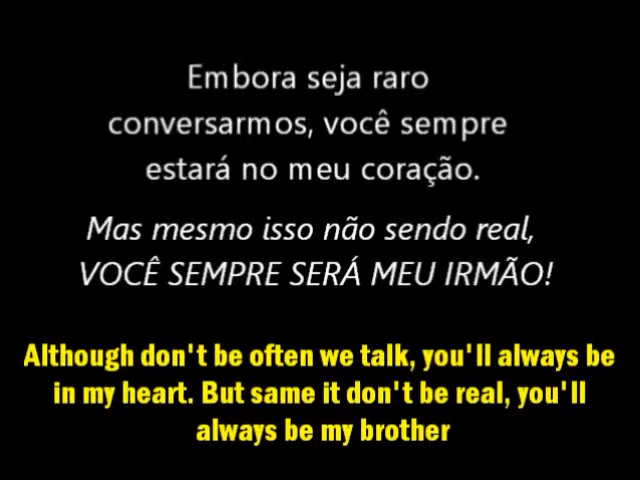 Embora seja raro
conversarmos, você sempre
estará no meu coração.
Mas mesmo isso não sendo real,
VOCÊ SEMPRE SERÁ MEU IRMÃO!
Although don't be often we talk, you'll always be
in my heart. But same it don't be real, you'll
always be my brother